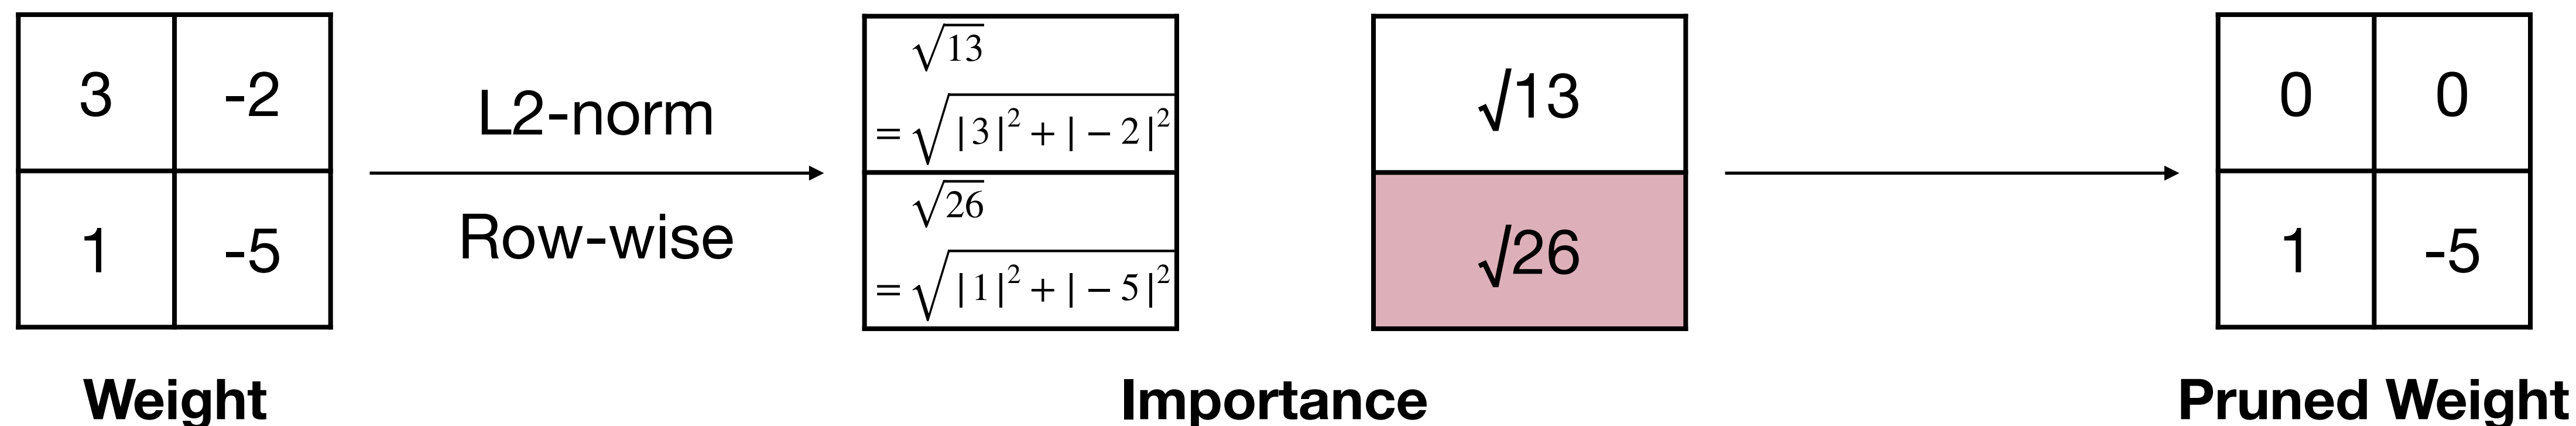 3 -2
1 -5
L2-norm
Row-wise
√13
= √|3|² + |−2|²
√26
= √|1|² + |−5|²
√13
√26
0 0
1 -5
Weight
Importance
Pruned Weight